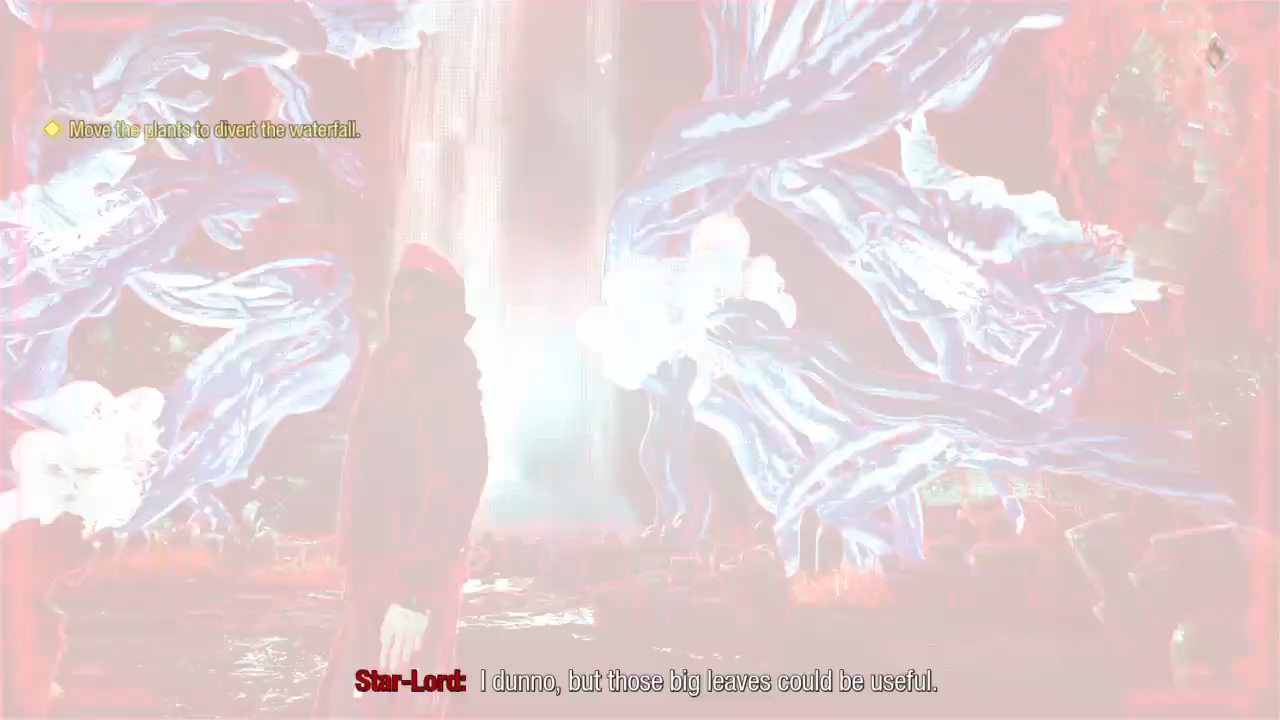 Move the plants to divert the waterfall.
Star-Lord: I dunno, but those big leaves could be useful.